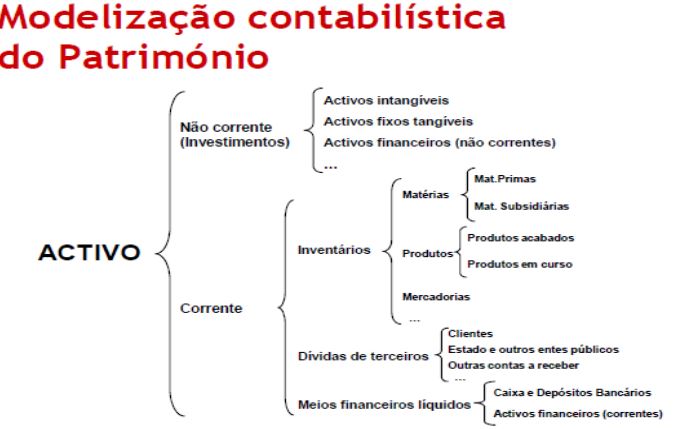 Modelização contabilística
do Património
ACTIVO
Não corrente
(Investimentos)
Activos intangíveis
Activos fixos tangíveis
Activos financeiros (não correntes)
...
Corrente
Inventários
Matérias
Mat.Primas
Mat. Subsidiárias
Produtos
Produtos acabados
Produtos em curso
Mercadorias
...
Dívidas de terceiros
Clientes
Estado e outros entes públicos
Outras contas a receber
...
Meios financeiros líquidos
Caixa e Depósitos Bancários
Activos financeiros (correntes)